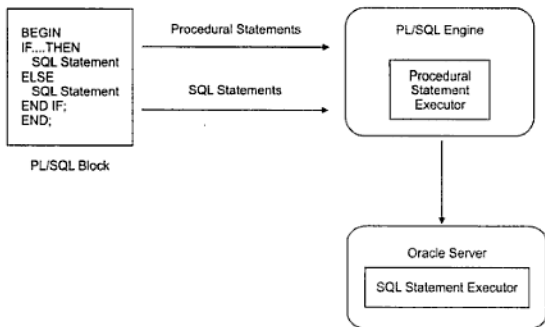 BEGIN
IF....THEN
SQL Statement
ELSE
SQL Statement
END IF;
END;
PL/SQL Block
Procedural Statements
SQL Statements
PL/SQL Engine
Procedural
Statement
Executor
Oracle Server
SQL Statement Executor